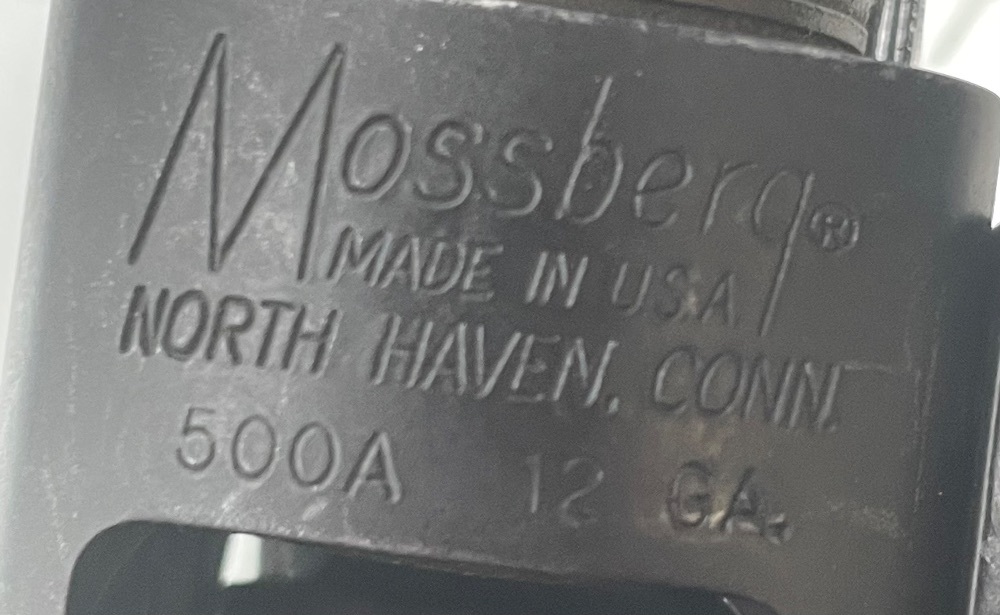 Mossberg®
MADE IN U.S.A.
NORTH HAVEN, CONN.
500A 12 GA.